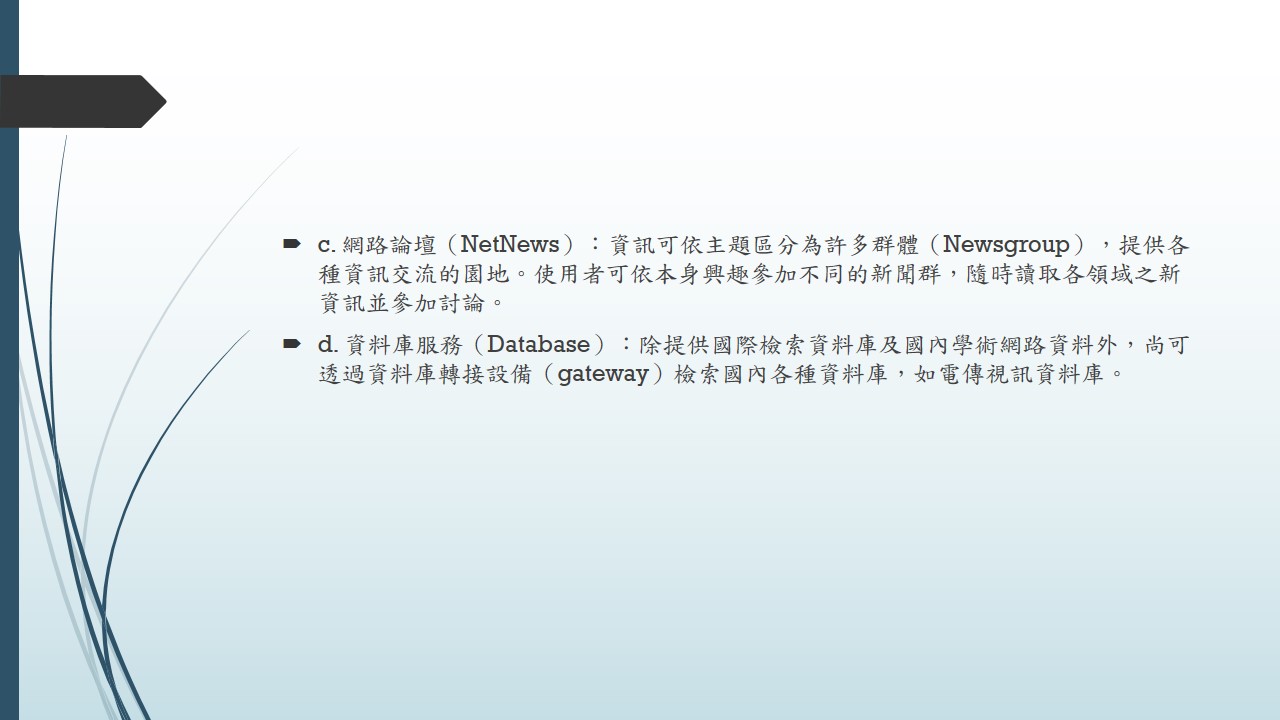 c. 網路論壇（NetNews）：資訊可依主題區分為許多群體（Newsgroup），提供各
種資訊交流的園地。使用者可依本身興趣參加不同的新聞群，隨時讀取各領域之新
資訊並參加討論。
d. 資料庫服務（Database）：除提供國際檢索資料庫及國內學術網路資料外，尚可
透過資料庫轉接設備（gateway）檢索國內各種資料庫，如電傳視訊資料庫。